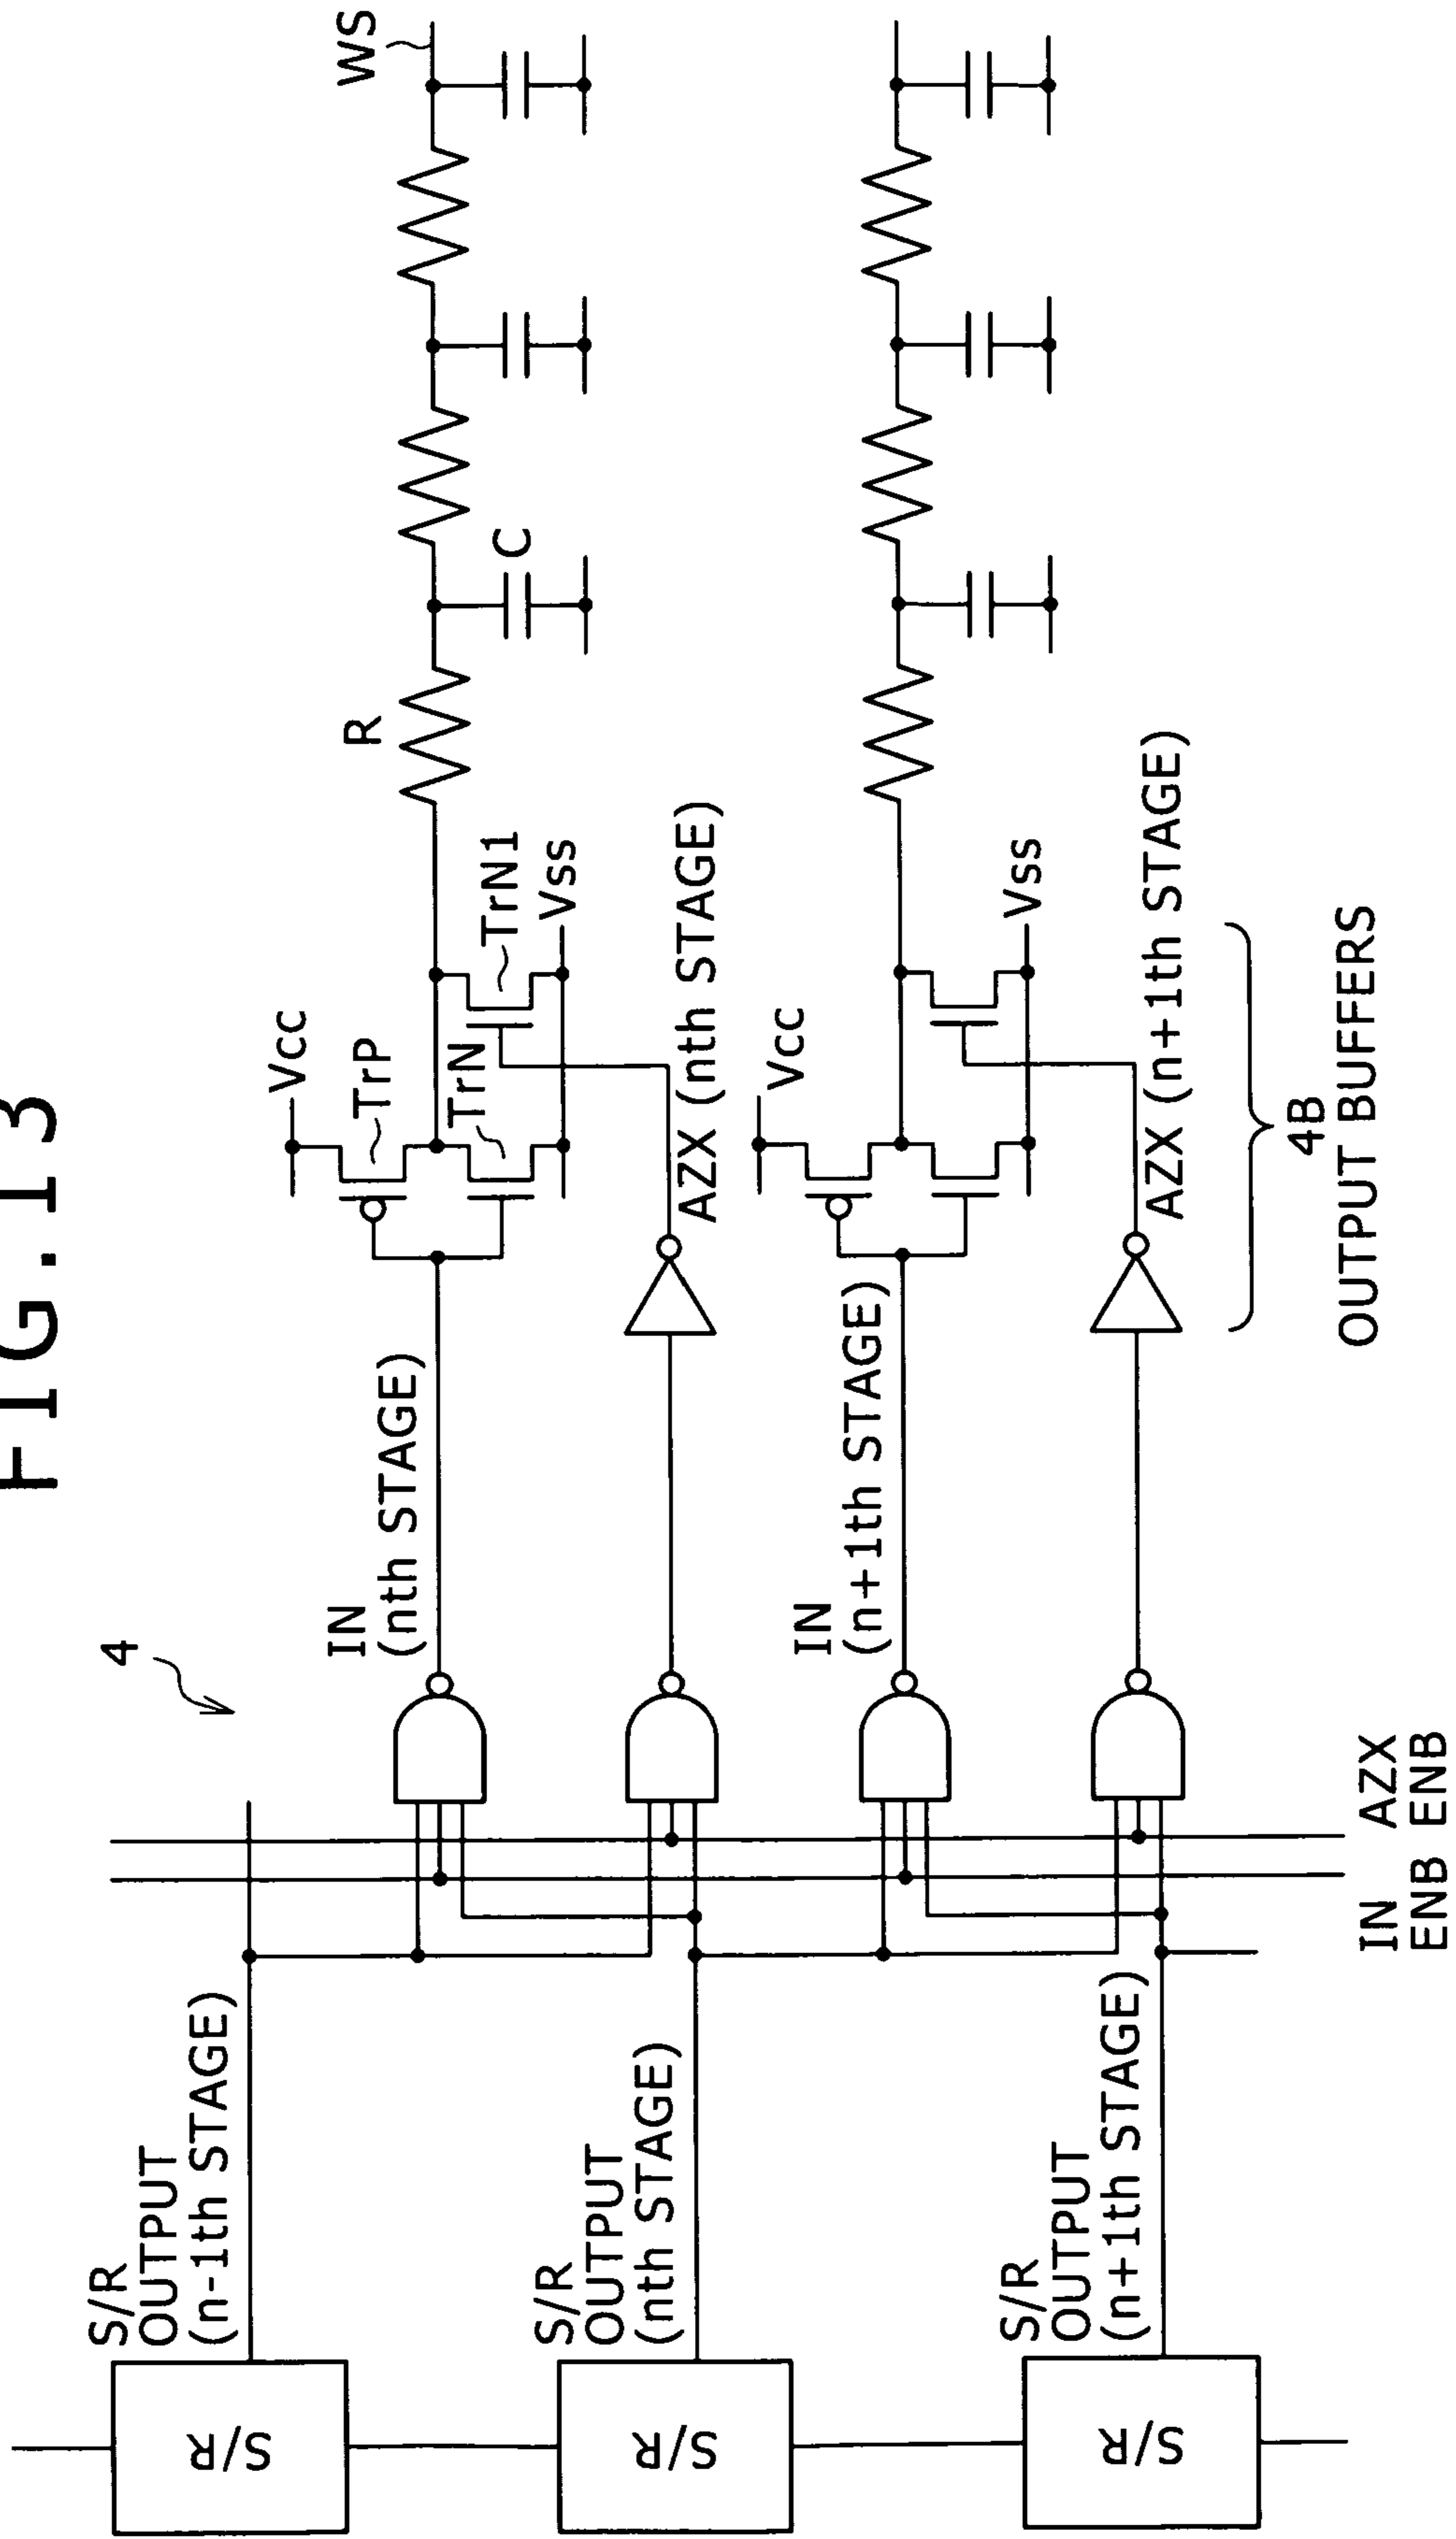 FIG.13
4
S/R
OUTPUT
(n-1th STAGE)
S/R
IN
(nth STAGE)
Vcc
TrP
TrN
TrN1
Vss
R
C
WS
AZX (nth STAGE)
S/R
OUTPUT
(nth STAGE)
S/R
IN
(n+1th STAGE)
Vcc
Vss
AZX (n+1th STAGE)
S/R
OUTPUT
(n+1th STAGE)
S/R
4B
OUTPUT BUFFERS
IN AZX
ENB ENB